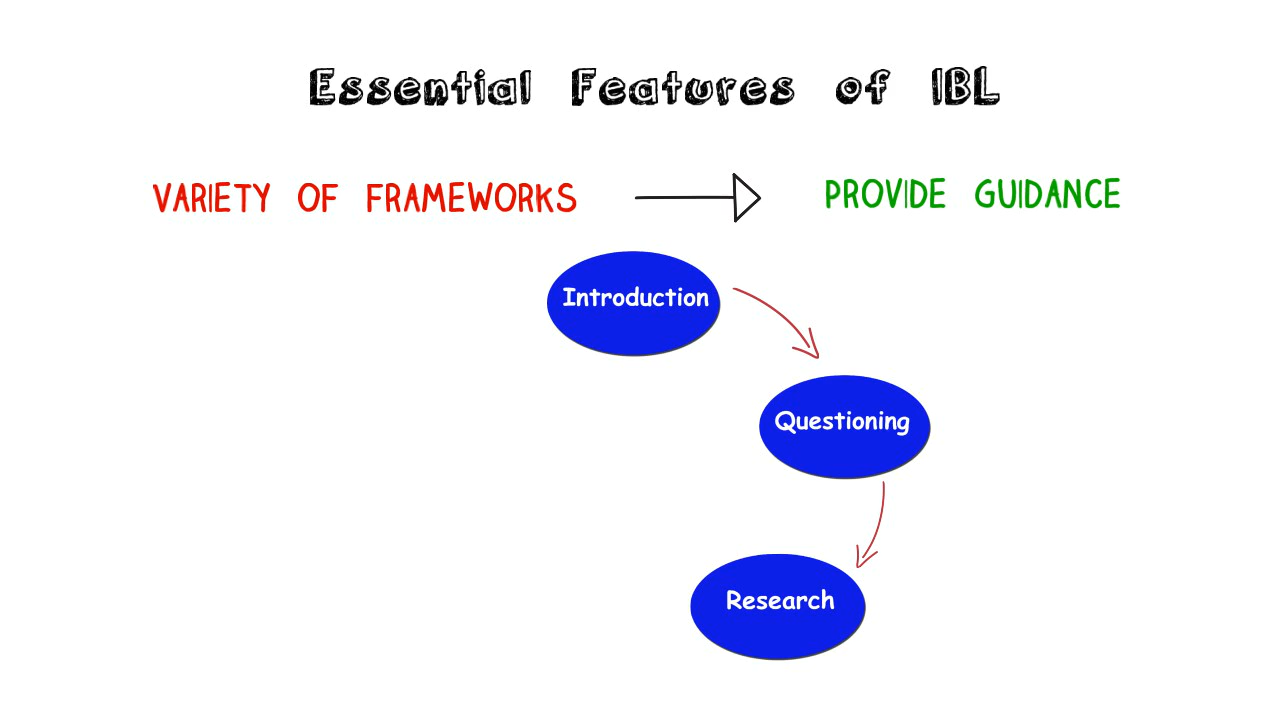 Essential Features of IBL
VARIETY OF FRAMEWORKS
PROVIDE GUIDANCE
Introduction
Questioning
Research